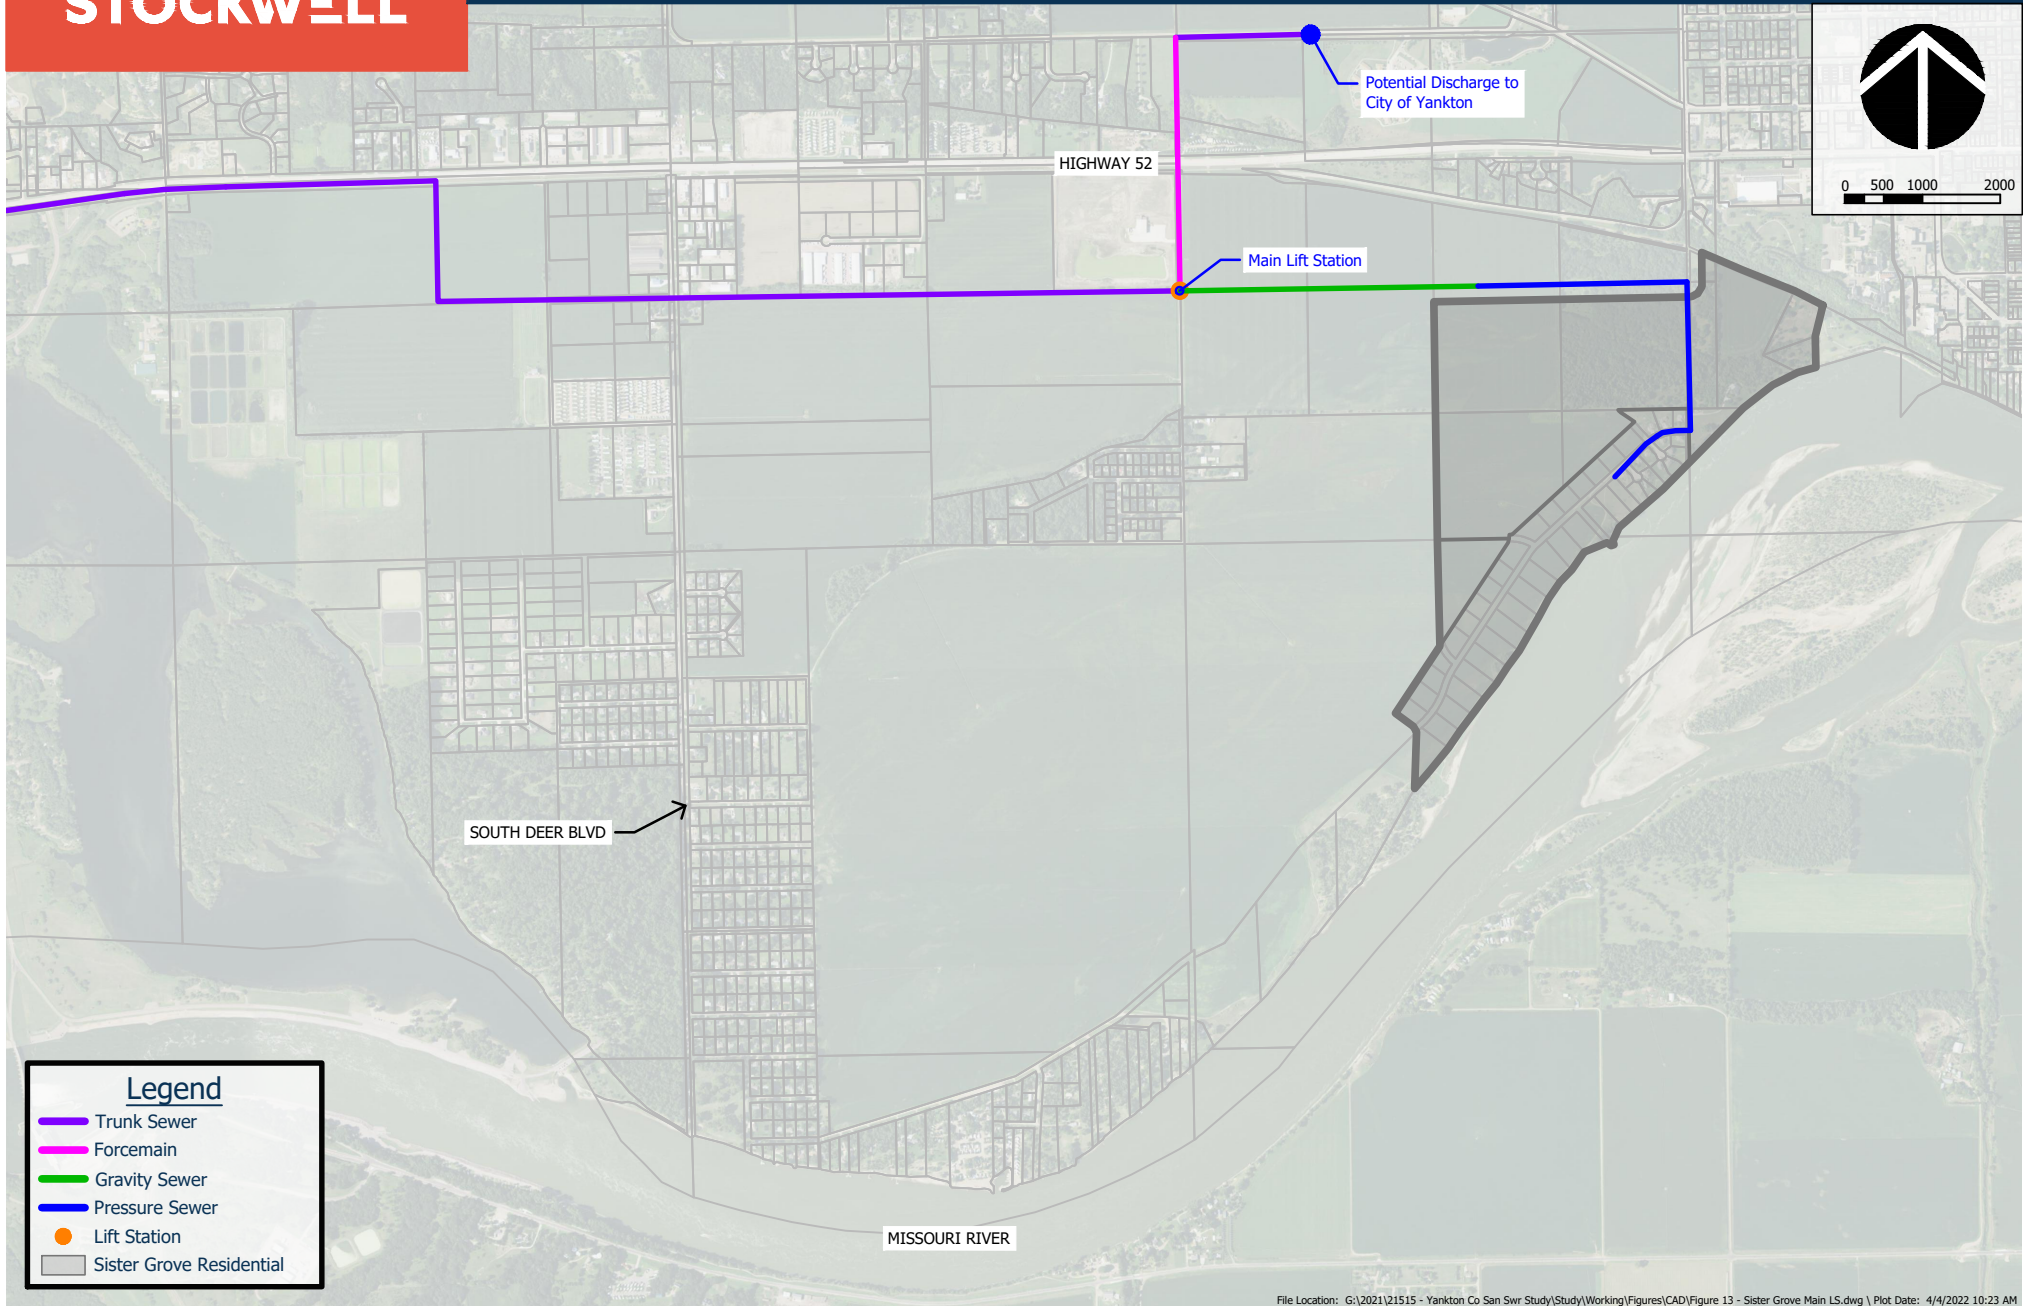 STOCKWELL
Potential Discharge to
City of Yankton
HIGHWAY 52
0 500 1000 2000
Main Lift Station
SOUTH DEER BLVD
MISSOURI RIVER
Legend
Trunk Sewer
Forcemain
Gravity Sewer
Pressure Sewer
Lift Station
Sister Grove Residential
File Location: G:\2021\21515 - Yankton Co San Swr Study\Study\Working\Figures\CAD\Figure 13 - Sister Grove Main LS.dwg \ Plot Date: 4/4/2022 10:23 AM